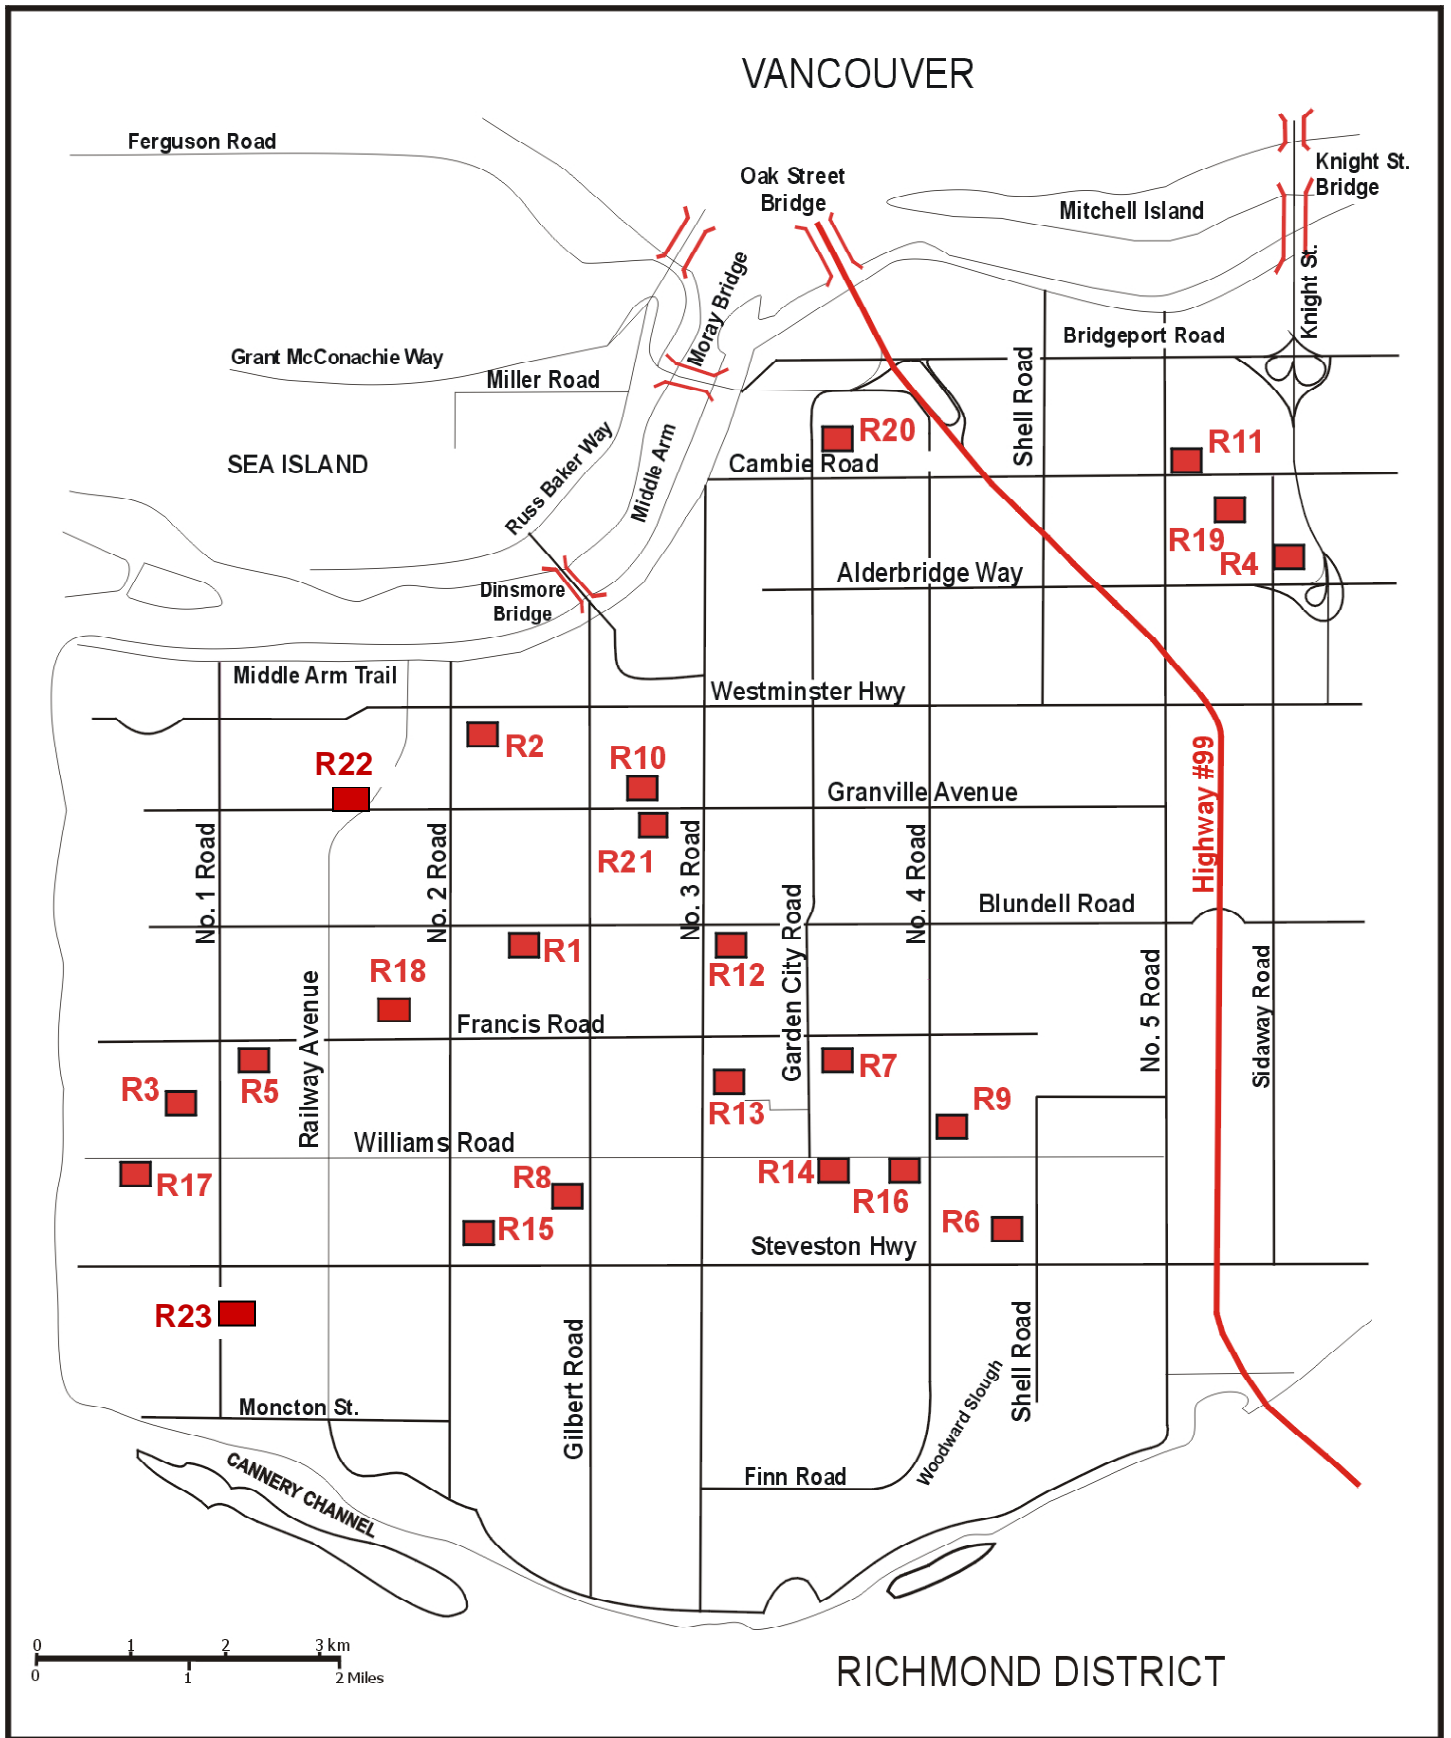 VANCOUVER
Ferguson Road
Oak Street
Bridge
Knight St.
Bridge
Mitchell Island
Knight St.
Moray Bridge
Bridgeport Road
Grant McConachie Way
Miller Road
Shell Road
R20
R11
SEA ISLAND
Russ Baker Way
Middle Arm
Cambie Road
R19
R4
Alderbridge Way
Dinsmore
Bridge
Middle Arm Trail
Westminster Hwy
R2
R22
R10
Highway #99
Granville Avenue
R21
No. 1 Road
No. 2 Road
No. 3 Road
No. 4 Road
Blundell Road
Garden City Road
R1
R12
R18
No. 5 Road
Sidaway Road
Railway Avenue
Francis Road
R3
R5
R7
R13
R9
Williams Road
R17
R8
R14
R16
R15
R6
Steveston Hwy
R23
Gilbert Road
Shell Road
Woodward Slough
Moncton St.
CANNERY CHANNEL
Finn Road
0 1 2 3 km
0 1 2 Miles
RICHMOND DISTRICT